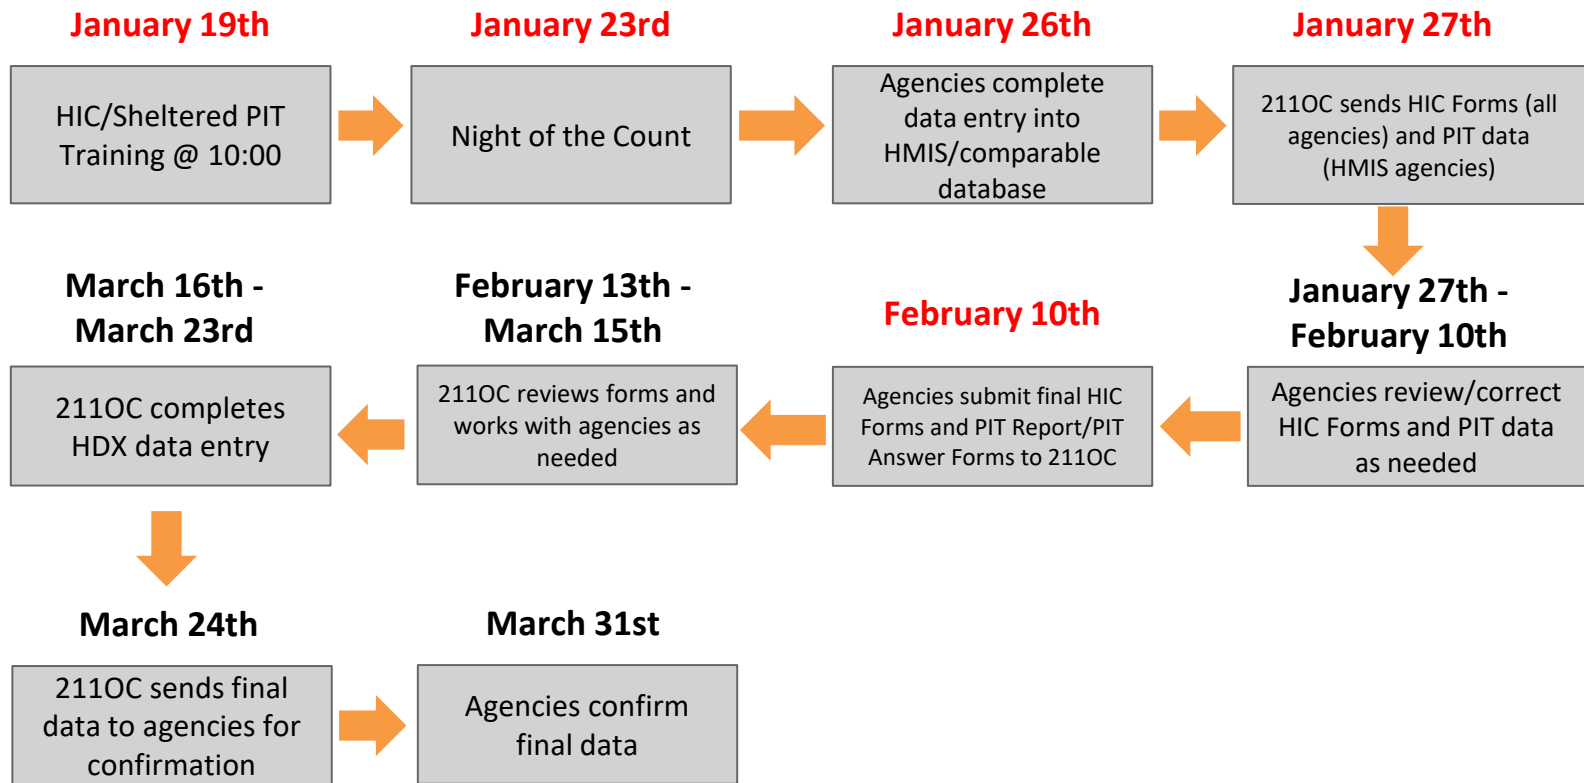 January 19th
HIC/Sheltered PIT
Training @ 10:00
January 23rd
Night of the Count
January 26th
Agencies complete
data entry into
HMIS/comparable
database
January 27th
211OC sends HIC Forms (all
agencies) and PIT data
(HMIS agencies)
January 27th -
February 10th
Agencies review/correct
HIC Forms and PIT data
as needed
February 10th
Agencies submit final HIC
Forms and PIT Report/PIT
Answer Forms to 211OC
February 13th -
March 15th
211OC reviews forms and
works with agencies as
needed
March 16th -
March 23rd
211OC completes
HDX data entry
March 24th
211OC sends final
data to agencies for
confirmation
March 31st
Agencies confirm
final data